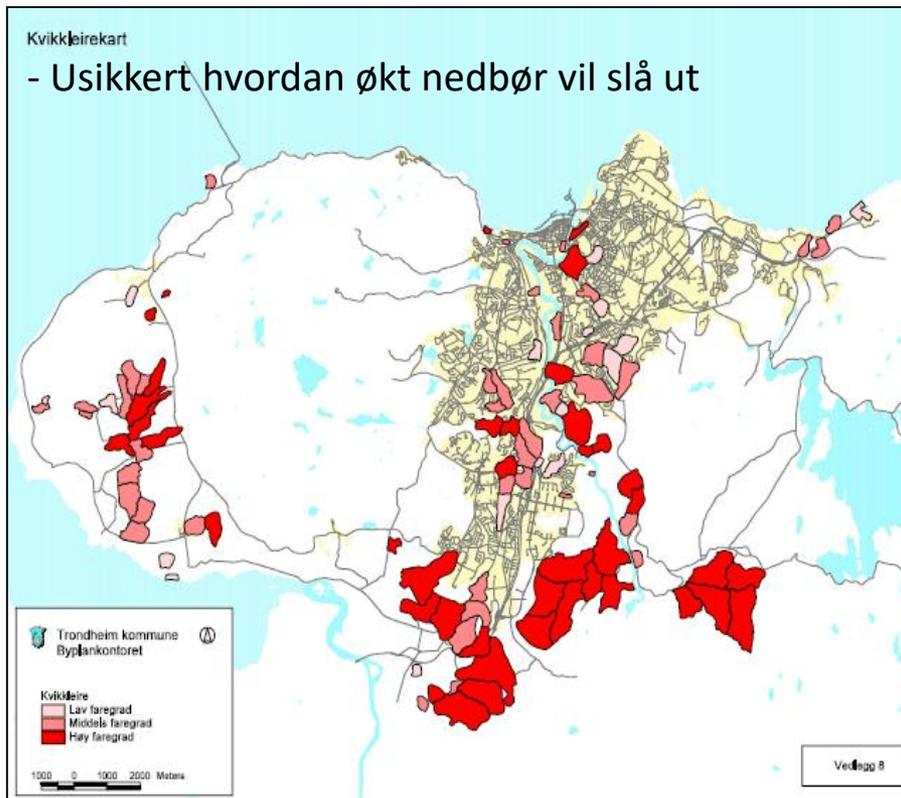 Kvikkleirekart
- Usikkert hvordan økt nedbør vil slå ut
Trondheim kommune
Byplankontoret
Kvikkleire
Lav faregrad
Middels faregrad
Høy faregrad
1000 0 1000 2000 Meters
Vedlegg 8